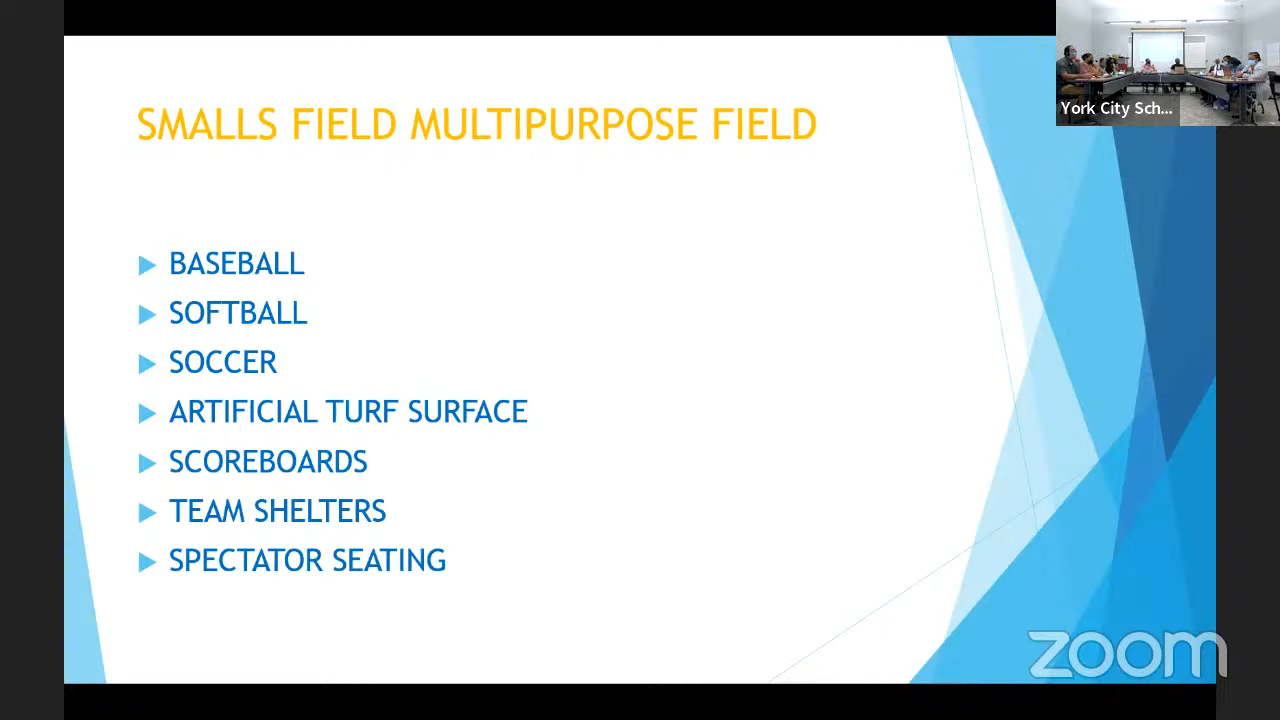 York City Sch...
SMALLS FIELD MULTIPURPOSE FIELD
BASEBALL
SOFTBALL
SOCCER
ARTIFICIAL TURF SURFACE
SCOREBOARDS
TEAM SHELTERS
SPECTATOR SEATING
zoom